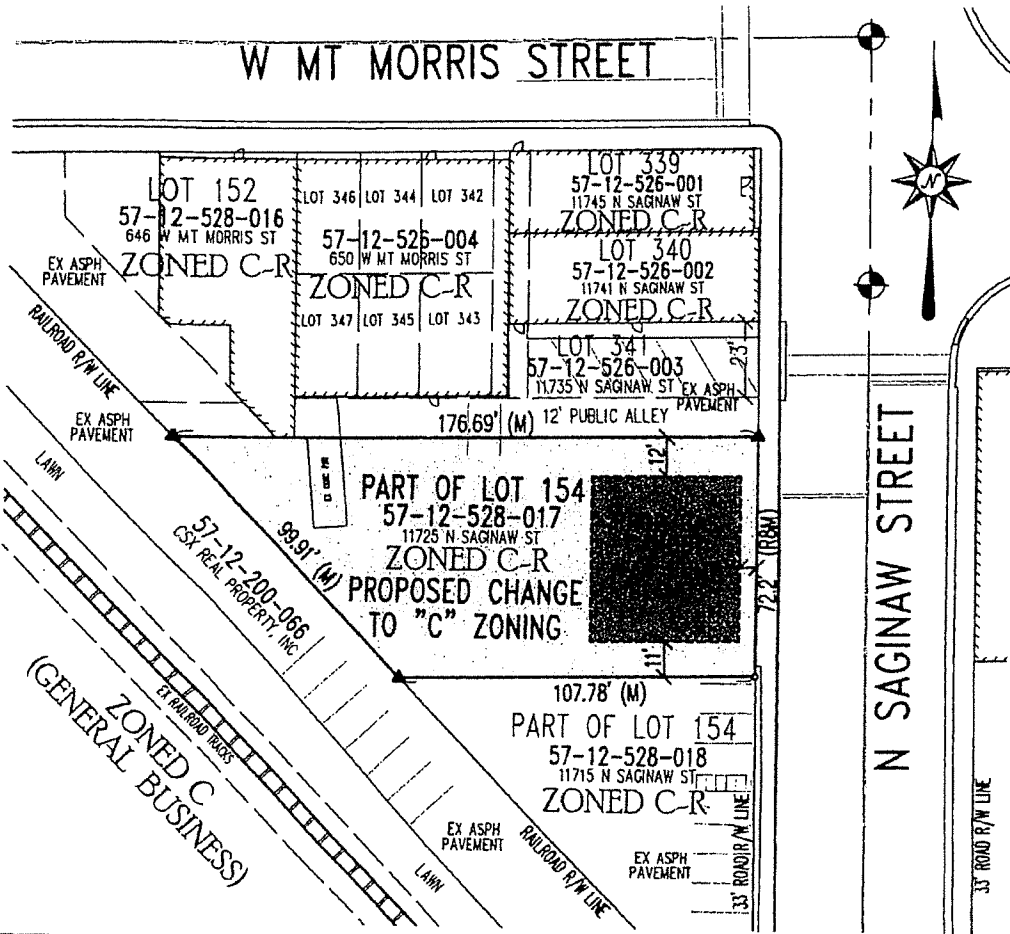 W MT MORRIS STREET
N
LOT 152
57-12-528-016
646 W MT MORRIS ST
ZONED C-R
LOT 346
LOT 344
LOT 342
57-12-526-004
650 W MT MORRIS ST
ZONED C-R
LOT 347
LOT 345
LOT 343
LOT 339
57-12-526-001
11745 N SAGINAW ST
ZONED C-R
LOT 340
57-12-526-002
11741 N SAGINAW ST
ZONED C-R
LOT 341
57-12-526-003
11735 N SAGINAW ST
EX ASPH
PAVEMENT
23'
EX ASPH
PAVEMENT
RAILROAD R/W LINE
EX ASPH
PAVEMENT
LAWN
176.69' (M)
12' PUBLIC ALLEY
12'
PART OF LOT 154
57-12-528-017
11725 N SAGINAW ST
ZONED C-R
PROPOSED CHANGE
TO "C" ZONING
99.91' (M)
72.2' (R&M)
11'
107.78' (M)
57-12-200-066
CSX REAL PROPERTY, INC
EX RAILROAD TRACKS
ZONED C
(GENERAL BUSINESS)
PART OF LOT 154
57-12-528-018
11715 N SAGINAW ST
ZONED C-R
EX ASPH
PAVEMENT
LAWN
RAILROAD R/W LINE
EX ASPH
PAVEMENT
33' ROAD R/W LINE
N SAGINAW STREET
33' ROAD R/W LINE